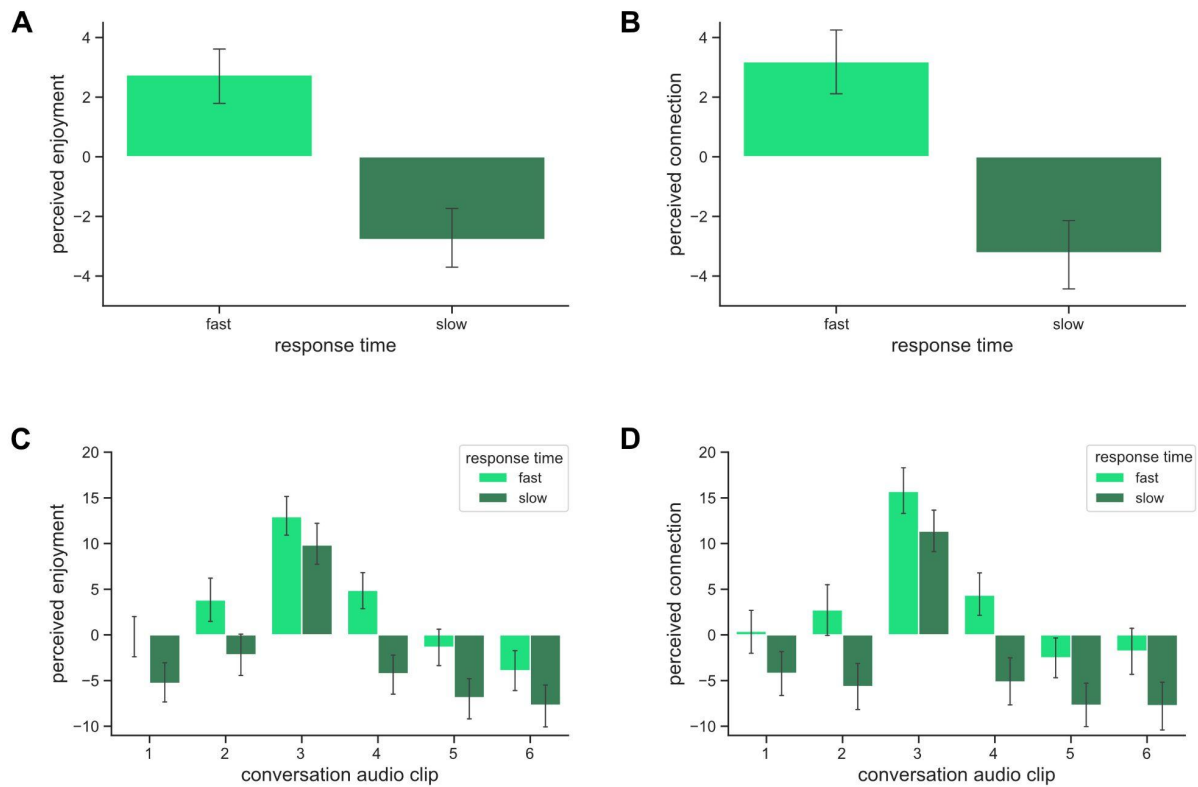 A
perceived enjoyment
4
2
0
−2
−4
fast
slow
response time
B
perceived connection
4
2
0
−2
−4
fast
slow
response time
C
perceived enjoyment
20
15
10
5
0
−5
−10
response time
fast
slow
1
2
3
4
5
6
conversation audio clip
D
perceived connection
20
15
10
5
0
−5
−10
response time
fast
slow
1
2
3
4
5
6
conversation audio clip